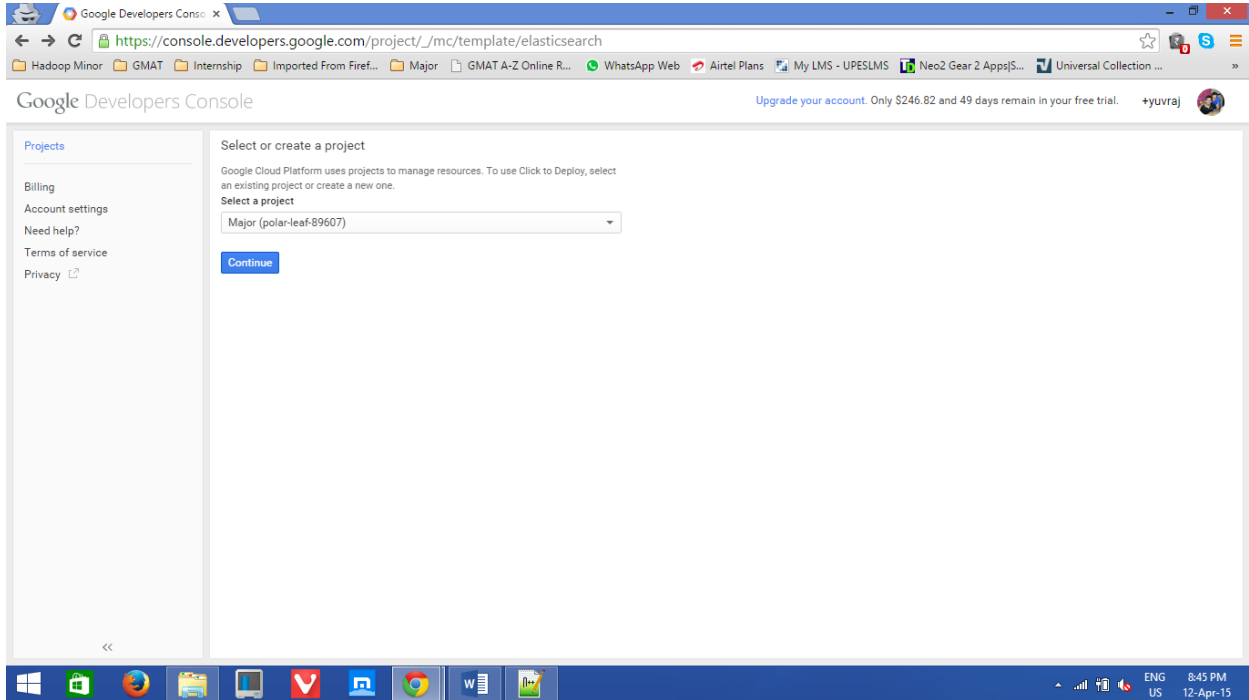 Google Developers Conso
https://console.developers.google.com/project/_/mc/template/elasticsearch
Hadoop Minor GMAT Internship Imported From Firef... Major GMAT A-Z Online R... WhatsApp Web Airtel Plans My LMS - UPESLMS Neo2 Gear 2 Apps|S... Universal Collection ... »
Google Developers Console
Upgrade your account. Only $246.82 and 49 days remain in your free trial. +yuvraj
Projects
Billing
Account settings
Need help?
Terms of service
Privacy
Select or create a project
Google Cloud Platform uses projects to manage resources. To use Click to Deploy, select
an existing project or create a new one.
Select a project
Major (polar-leaf-89607)
Continue
ENG 8:45 PM
US 12-Apr-15